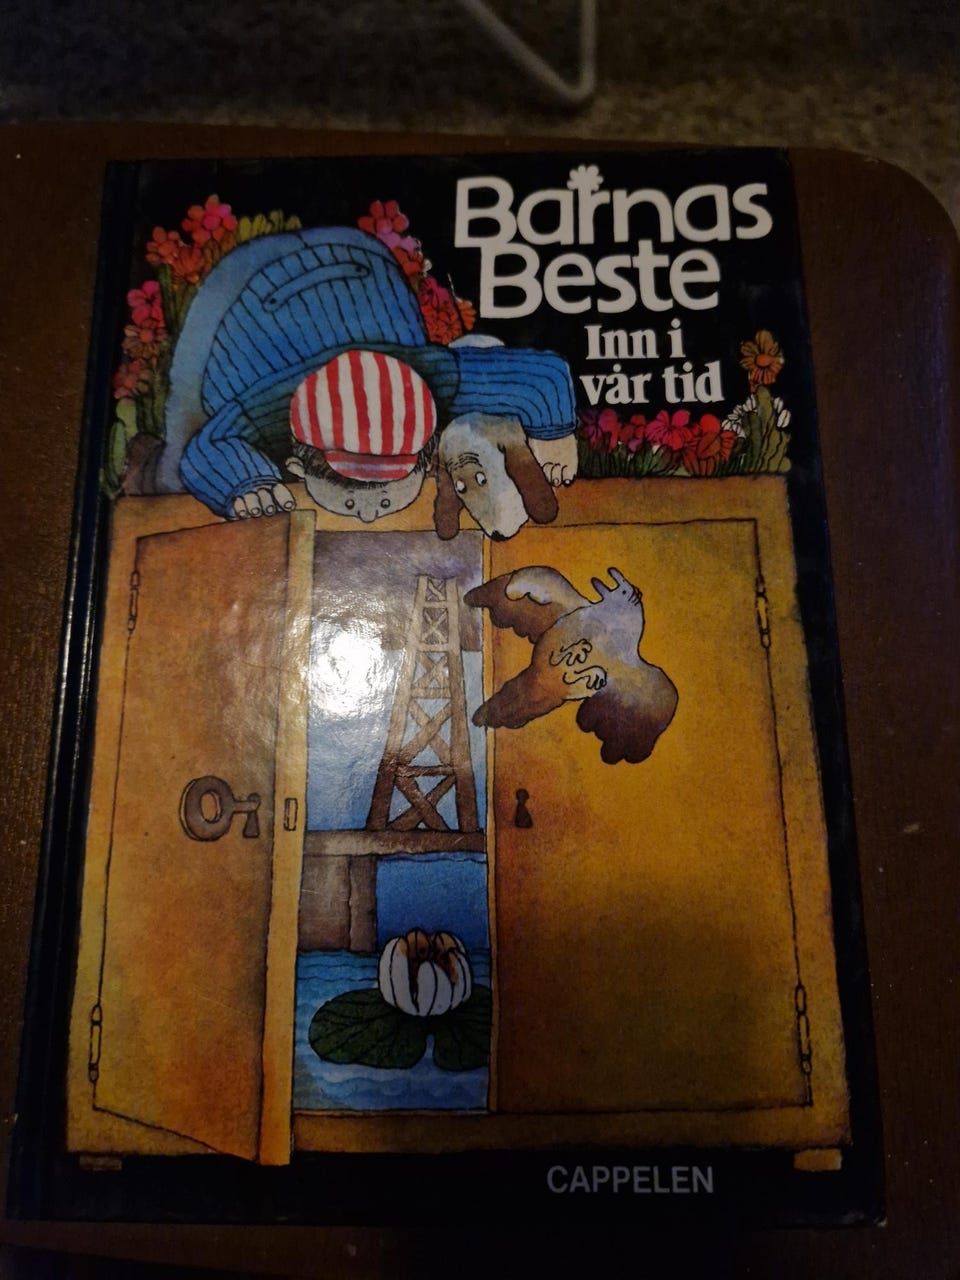 Barnas
Beste
Inn i
vår tid
CAPPELEN